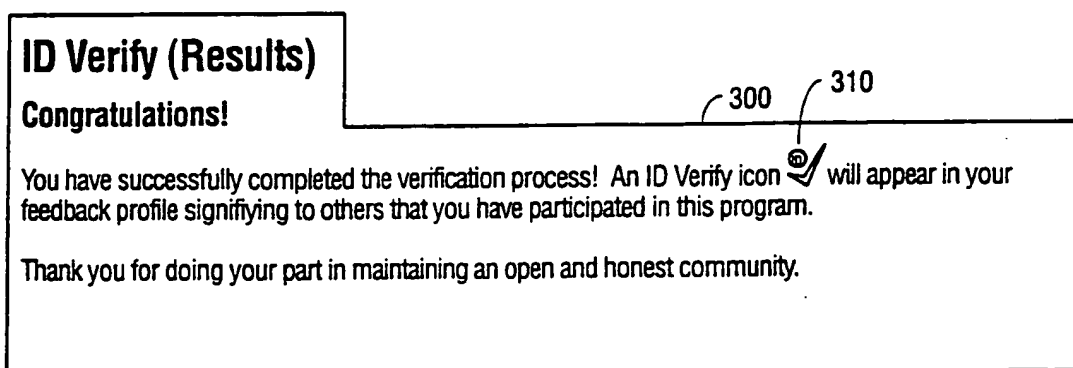 ID Verify (Results)
Congratulations!
300
310
You have successfully completed the verification process! An ID Verify icon will appear in your
feedback profile signifiying to others that you have participated in this program.
Thank you for doing your part in maintaining an open and honest community.